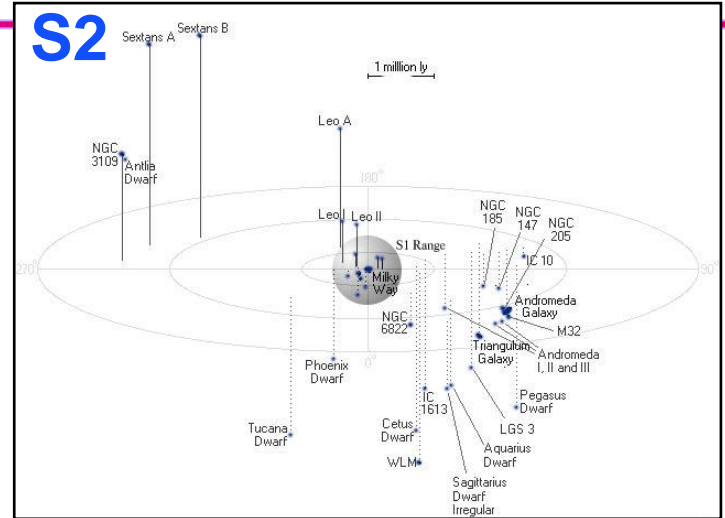 S2
Sextans A
Sextans B
1 milllion ly
Leo A
NGC
3109
Antlia
Dwarf
180°
Leo I
Leo II
NGC
185
NGC
147
NGC
205
S1 Range
IC 10
270°
90°
Milky
Way
Andromeda
Galaxy
NGC
6822
M32
Triangulum
Galaxy
Andromeda
I, II and III
0°
Phoenix
Dwarf
IC
1613
Pegasus
Dwarf
Tucana
Dwarf
Cetus
Dwarf
LGS 3
Aquarius
Dwarf
WLM
Sagittarius
Dwarf
Irregular